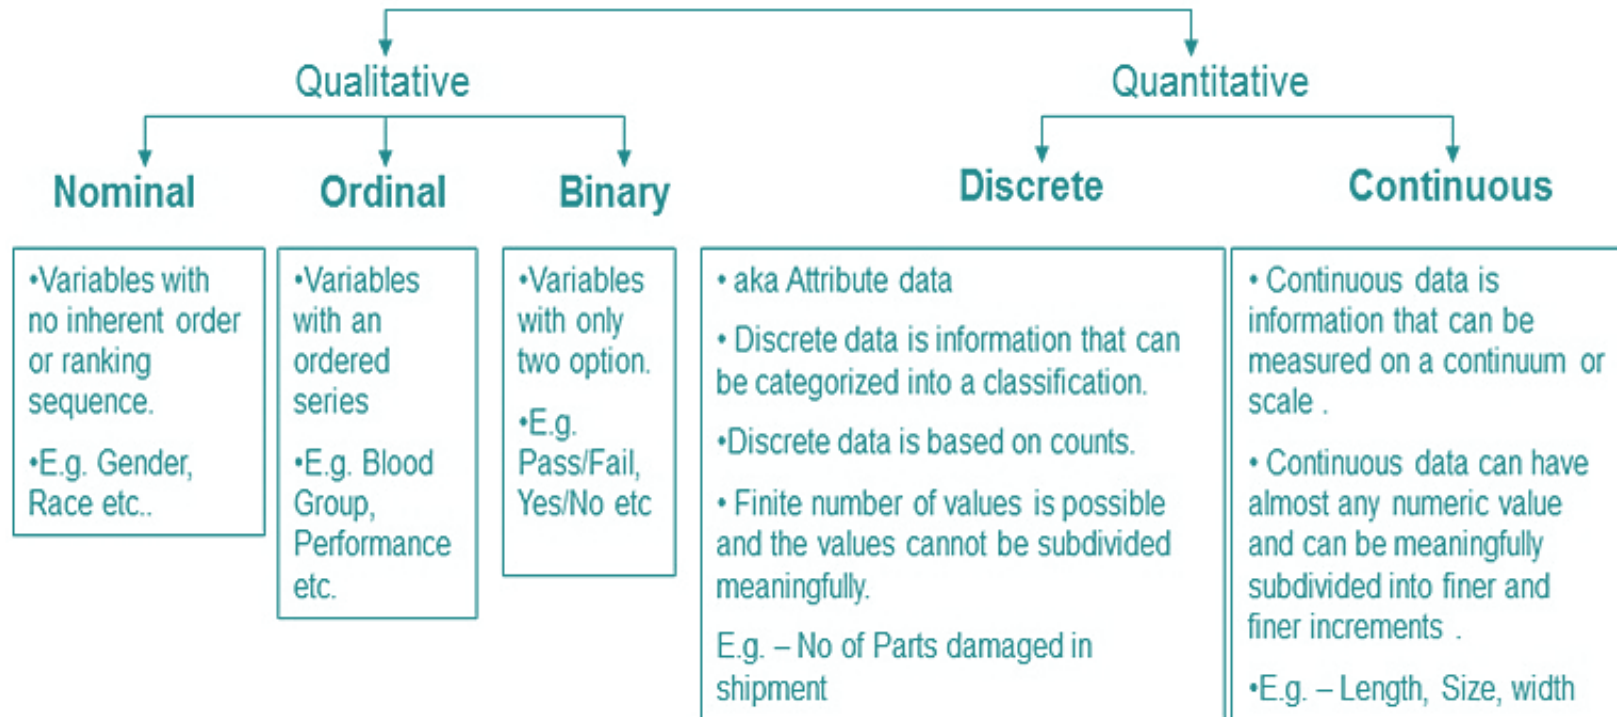 Qualitative
Quantitative
Nominal
Ordinal
Binary
Discrete
Continuous
•Variables with
no inherent order
or ranking
sequence.
•E.g. Gender,
Race etc..
•Variables
with an
ordered
series
•E.g. Blood
Group,
Performance
etc.
•Variables
with only
two option.
•E.g.
Pass/Fail,
Yes/No etc
• aka Attribute data
• Discrete data is information that can
be categorized into a classification.
•Discrete data is based on counts.
• Finite number of values is possible
and the values cannot be subdivided
meaningfully.
E.g. – No of Parts damaged in
shipment
• Continuous data is
information that can be
measured on a continuum or
scale .
• Continuous data can have
almost any numeric value
and can be meaningfully
subdivided into finer and
finer increments .
•E.g. – Length, Size, width